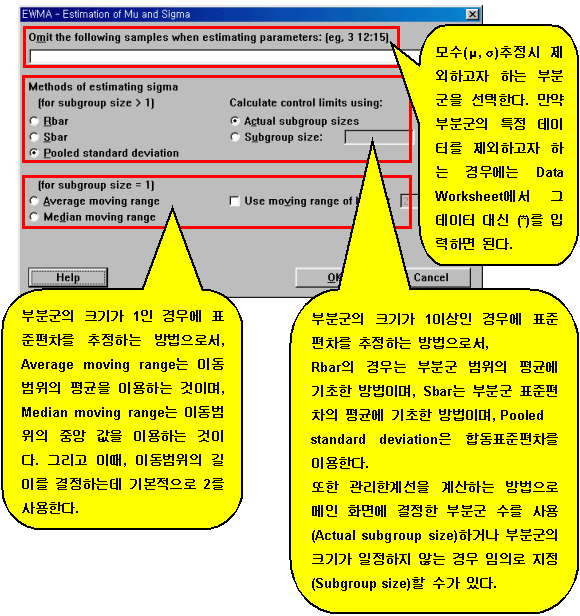 EWMA - Estimation of Mu and Sigma
Omit the following samples when estimating parameters: (eg, 3 12:15)
Methods of estimating sigma
(for subgroup size > 1)
Rbar
Sbar
Pooled standard deviation
Calculate control limits using:
Actual subgroup sizes
Subgroup size:
(for subgroup size = 1)
Average moving range
Median moving range
Use moving range of
Help
OK
Cancel
모수(μ, σ)추정시 제
외하고자 하는 부분
군을 선택한다. 만약
부분군의 특정 데이
터를 제외하고자 하
는 경우에는 Data
Worksheet에서 그
데이터 대신 (*)를 입
력하면 된다.
부분군의 크기가 1인 경우에 표
준편차를 추정하는 방법으로서,
Average moving range는 이동
범위의 평균을 이용하는 것이며,
Median moving range는 이동범
위의 중앙 값을 이용하는 것이
다. 그리고 이때, 이동범위의 길
이를 결정하는데 기본적으로 2를
사용한다.
부분군의 크기가 1이상인 경우에 표준
편차를 추정하는 방법으로서,
Rbar의 경우는 부분군 범위의 평균에
기초한 방법이며, Sbar는 부분군 표준편
차의 평균에 기초한 방법이며, Pooled
standard deviation은 합동표준편차를
이용한다.
또한 관리한계선을 계산하는 방법으로
메인 화면에 결정한 부분군 수를 사용
(Actual subgroup size)하거나 부분군의
크기가 일정하지 않는 경우 임의로 지정
(Subgroup size)할 수가 있다.